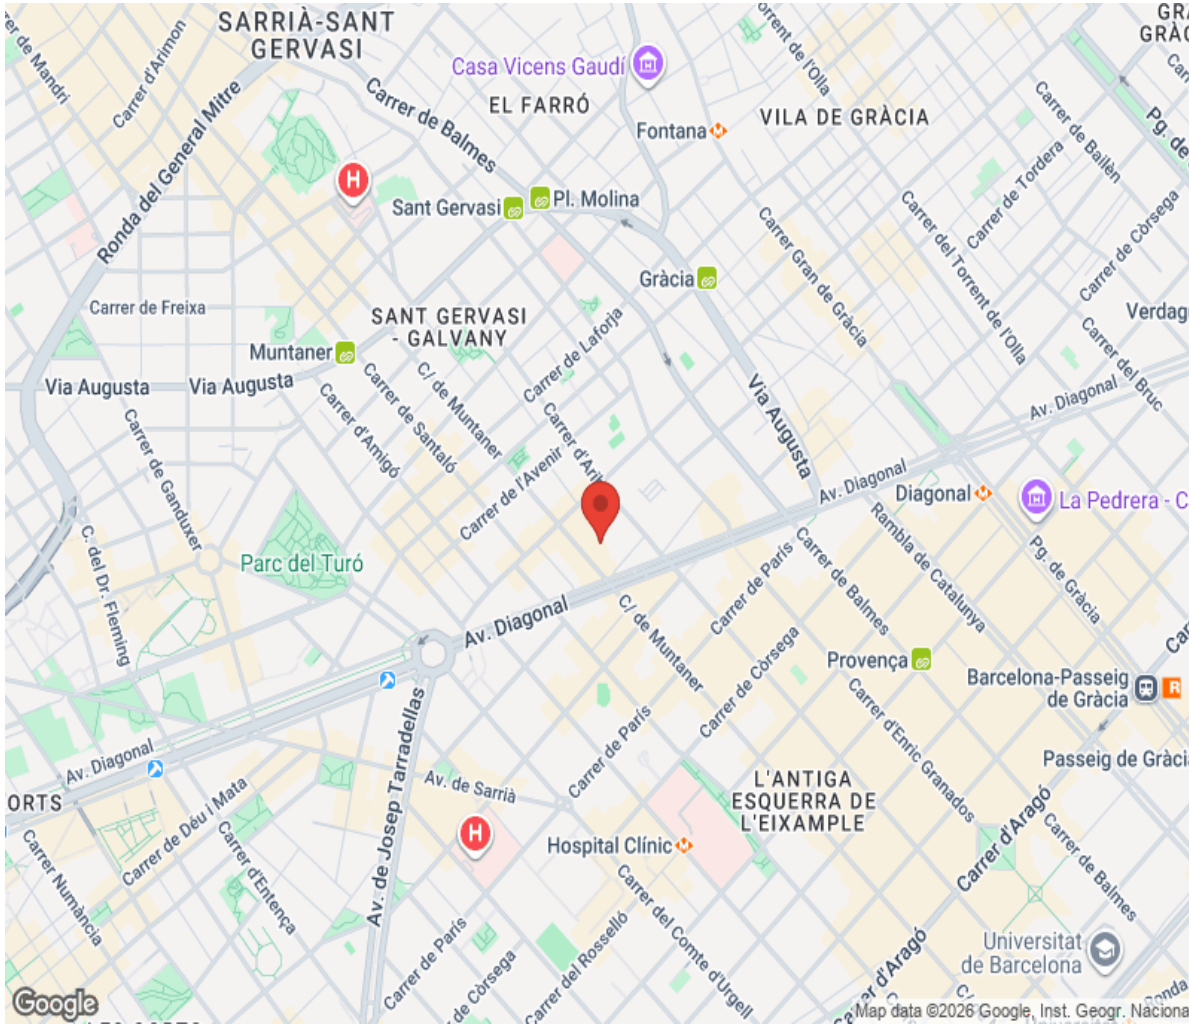 SARRIÀ-SANT
GERVASI
Carrer d'Arimon
Ronda del General Mitre
Carrer de Balmes
Casa Vicens Gaudí
EL FARRÓ
Fontana
VILA DE GRÀCIA
Carrer de Bailèn
Carrer de Tordera
Carrer de Còrsega
Sant Gervasi
Pl. Molina
Carrer Gran de Gràcia
Carrer del Torrent de l'Olla
Gràcia
Carrer de Freixa
SANT GERVASI
- GALVANY
Carrer de Laforja
Muntaner
Via Augusta
Via Augusta
Via Augusta
Carrer del Bruc
Av. Diagonal
C/ de Muntaner
Carrer de Santaló
Carrer d'Amigó
Carrer de Ganduxer
Carrer de l'Avenir
Av. Diagonal
Diagonal
La Pedrera - C
Rambla de Catalunya
Pg. de Gràcia
C. del Dr. Fleming
Parc del Turó
Av. Diagonal
C/ de Muntaner
Carrer de París
Carrer de Balmes
Carrer de Còrsega
Provença
Barcelona-Passeig
de Gràcia
R
Carrer d'Enric Granados
Passeig de Gràcia
Av. Diagonal
Av. de Josep Tarradellas
Carrer de París
Av. de Sarrià
L'ANTIGA
ESQUERRA DE
L'EIXAMPLE
ORTS
Carrer de Déu i Mata
Carrer Numància
Carrer d'Entença
H
H
Hospital Clínic
Carrer d'Aragó
Carrer de Balmes
Carrer del Comte d'Urgell
Carrer del Rosselló
Carrer de París
Universitat
de Barcelona
Google
Map data ©2026 Google, Inst. Geogr. Naciona